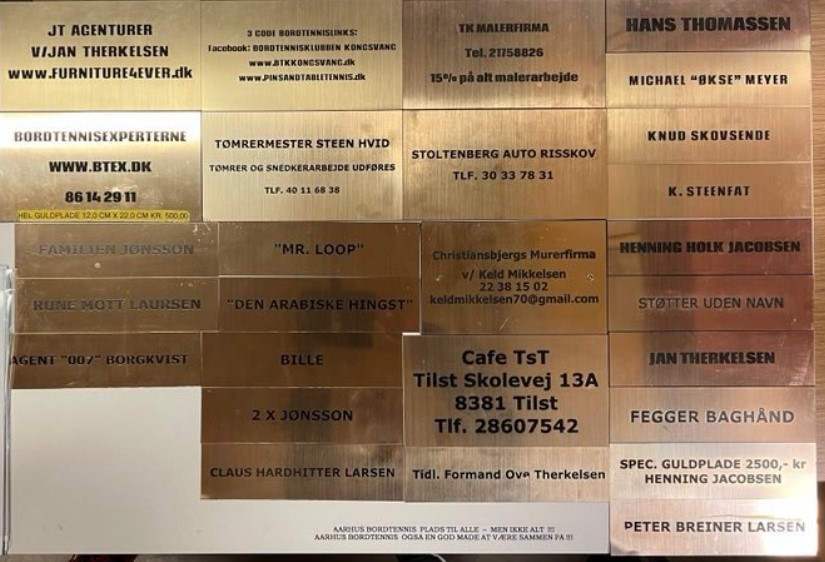 JT AGENTURER
V/JAN THERKELSEN
WWW.FURNITURE4EVER.dk
3 CODE BORDTENNISLINKS:
Facebook: BORDTENNISKLUBBEN KONGSVANG
WWW.BTKKONGSVANG.dk
WWW.PINSANDTABLETENNIS.dk
TK MALERFIRMA
Tel. 21758826
15% på alt malerarbejde
HANS THOMASSEN
MICHAEL "ØKSE" MEYER
BORDTENNISEXPERTERNE
WWW.BTEX.DK
86 14 29 11
HEL GULDPLADE 12,0 CM X 22,0 CM KR. 500,00
TØMRERMESTER STEEN HVID
TØMRER OG SNEDKERARBEJDE UDFØRES
TLF. 40 11 68 38
STOLTENBERG AUTO RISSKOV
TLF. 30 33 78 31
KNUD SKOVSENDE
K. STEENFAT
FAMILIEN JØNSSON
RUNE MOTT LAURSEN
"MR. LOOP"
"DEN ARABISKE HINGST"
Christiansbjergs Murerfirma
v/ Keld Mikkelsen
22 38 15 02
keldmikkelsen70@gmail.com
HENNING HOLK JACOBSEN
STØTTER UDEN NAVN
AGENT "007" BORGKVIST
BILLE
2 X JØNSSON
CLAUS HARDHITTER LARSEN
Cafe TsT
Tilst Skolevej 13A
8381 Tilst
Tlf. 28607542
Tidl. Formand Ove Therkelsen
JAN THERKELSEN
FEGGER BAGHÅND
SPEC. GULDPLADE 2500,- kr
HENNING JACOBSEN
PETER BREINER LARSEN
AARHUS BORDTENNIS PLADS TIL ALLE - MEN IKKE ALT !!!
AARHUS BORDTENNIS OGSA EN GOD MADE AT VÆRE SAMMEN PA !!!